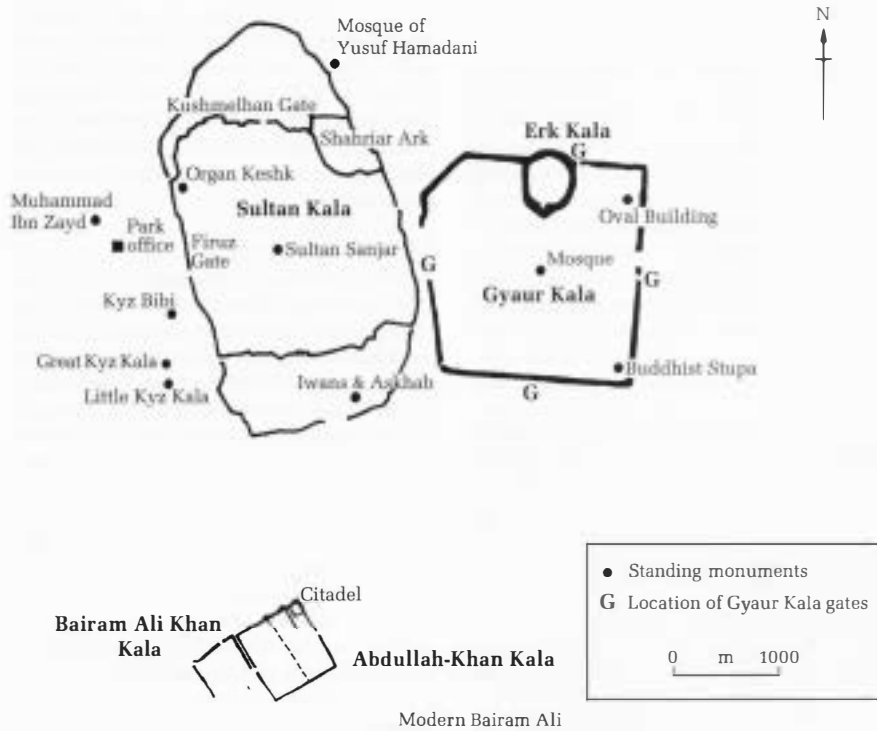 Mosque of
Yusuf Hamadani
N
Kushmelhan Gate
Shahriar Ark
Erk Kala
G
Organ Keshk
Muhammad
Ibn Zayd
Park
office
Sultan Kala
Oval Building
Firuz
Gate
Sultan Sanjar
G
Mosque
G
Gyaur Kala
Kyz Bibi
Great Kyz Kala
Little Kyz Kala
Iwans & Askhab
Buddhist Stupa
G
Citadel
Bairam Ali Khan
Kala
Abdullah-Khan Kala
Modern Bairam Ali
Standing monuments
G Location of Gyaur Kala gates
0 m 1000